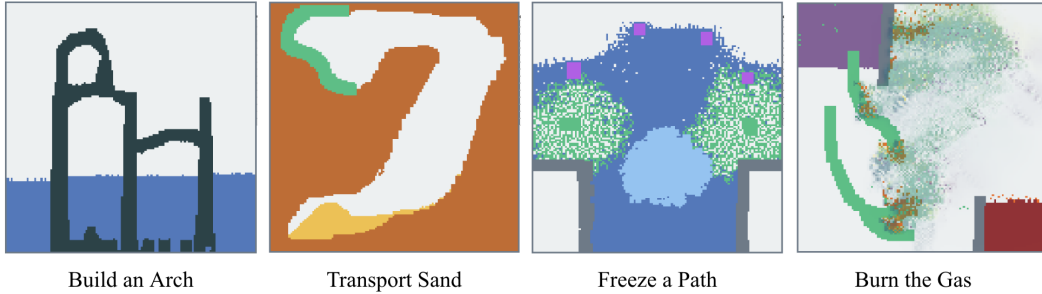 Build an Arch
Transport Sand
Freeze a Path
Burn the Gas